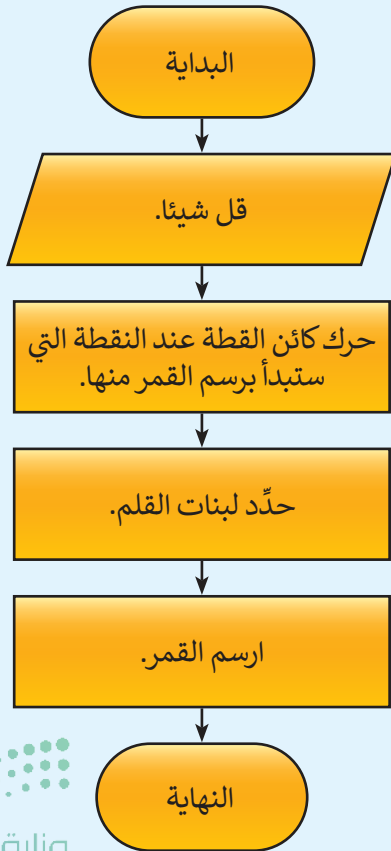 البداية
قل شيئا.
حرك كائن القطة عند النقطة التي
ستبدأ برسم القمر منها.
حدِّد لبنات القلم.
ارسم القمر.
النهاية